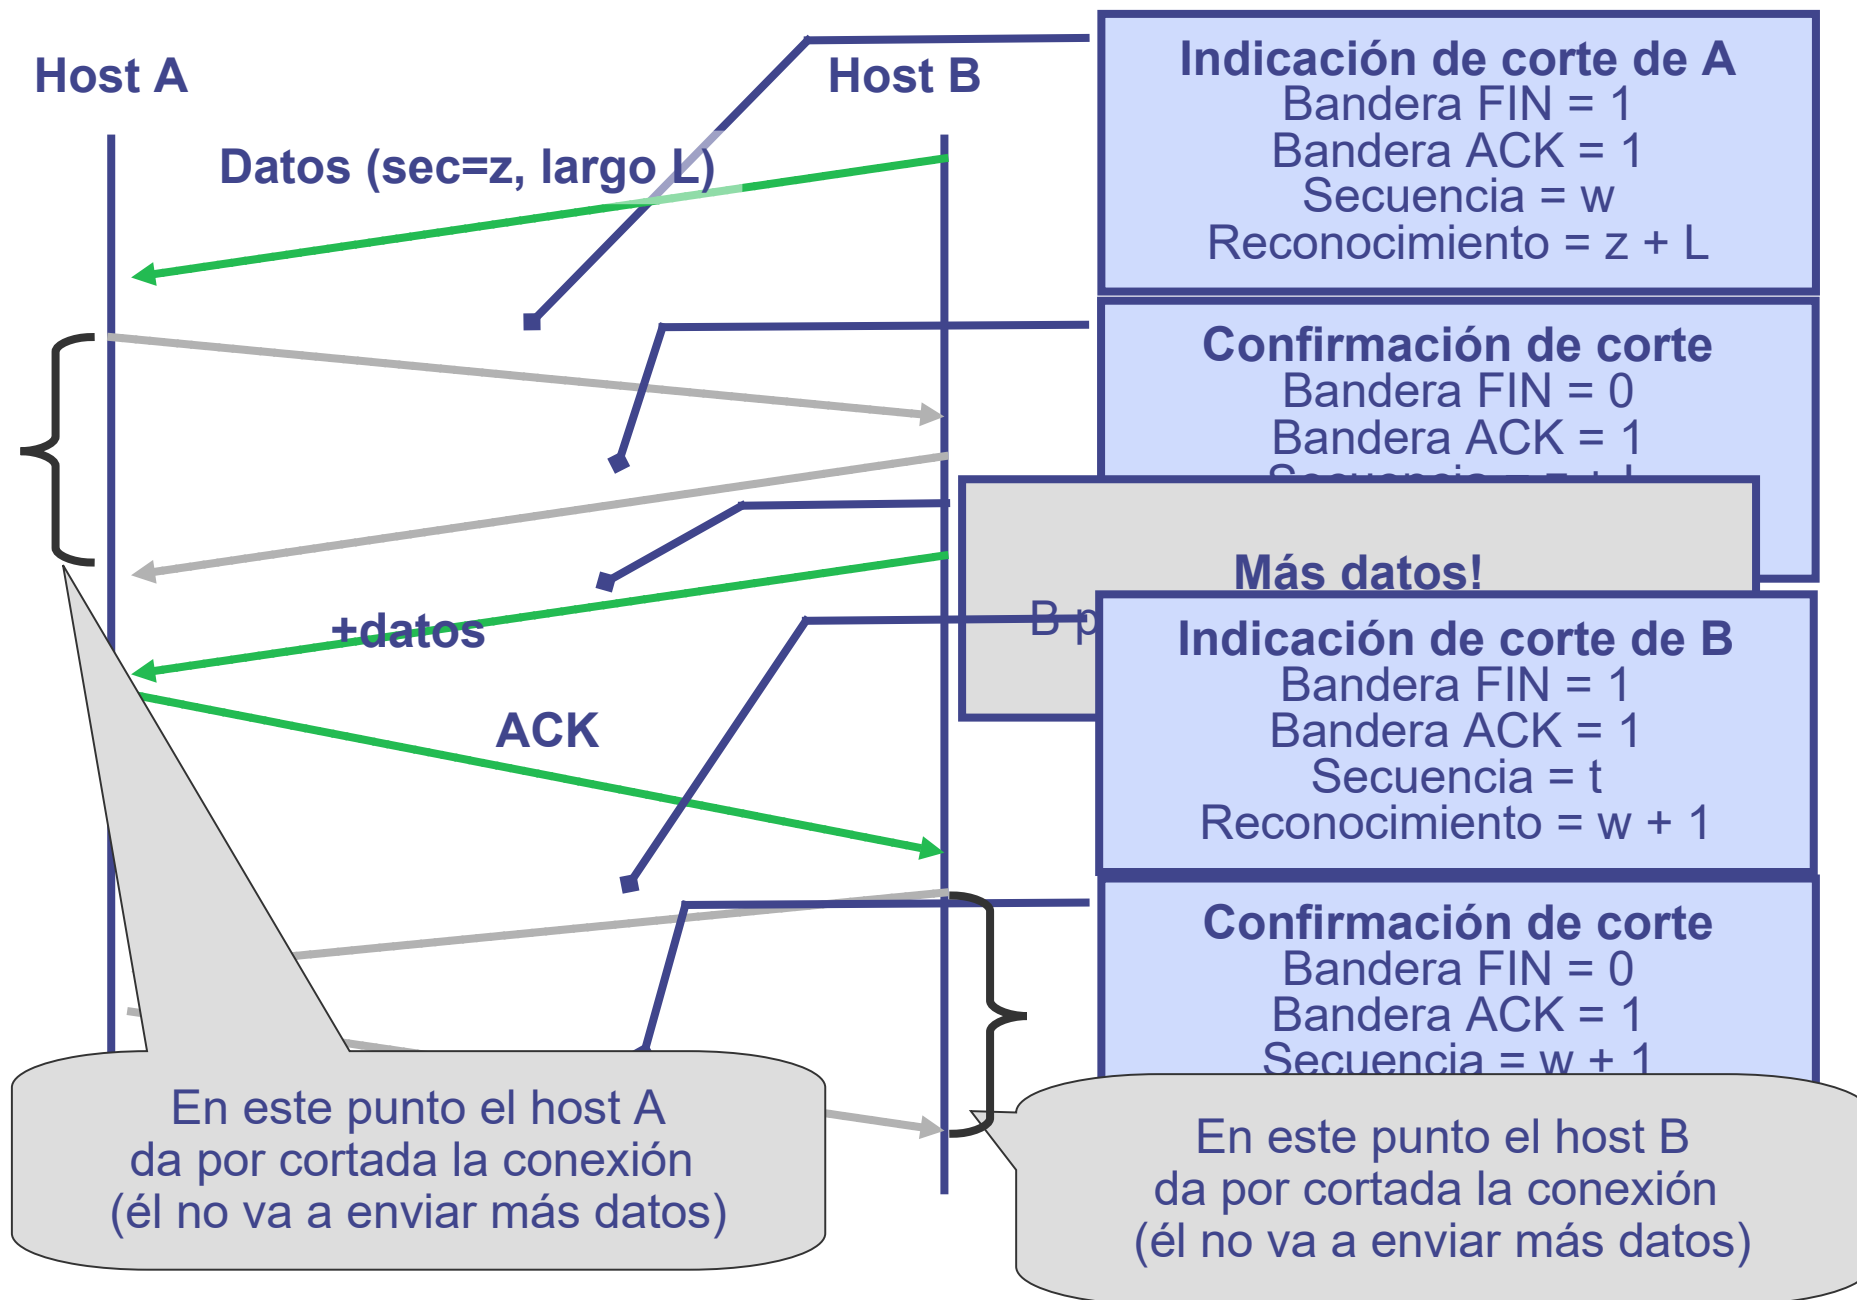 Host A
Host B
Datos (sec=z, largo L)
+datos
ACK
Indicación de corte de A
Bandera FIN = 1
Bandera ACK = 1
Secuencia = w
Reconocimiento = z + L
Confirmación de corte
Bandera FIN = 0
Bandera ACK = 1
Secuencia = z + L
Más datos!
B
Indicación de corte de B
Bandera FIN = 1
Bandera ACK = 1
Secuencia = t
Reconocimiento = w + 1
Confirmación de corte
Bandera FIN = 0
Bandera ACK = 1
Secuencia = w + 1
En este punto el host A
da por cortada la conexión
(él no va a enviar más datos)
En este punto el host B
da por cortada la conexión
(él no va a enviar más datos)